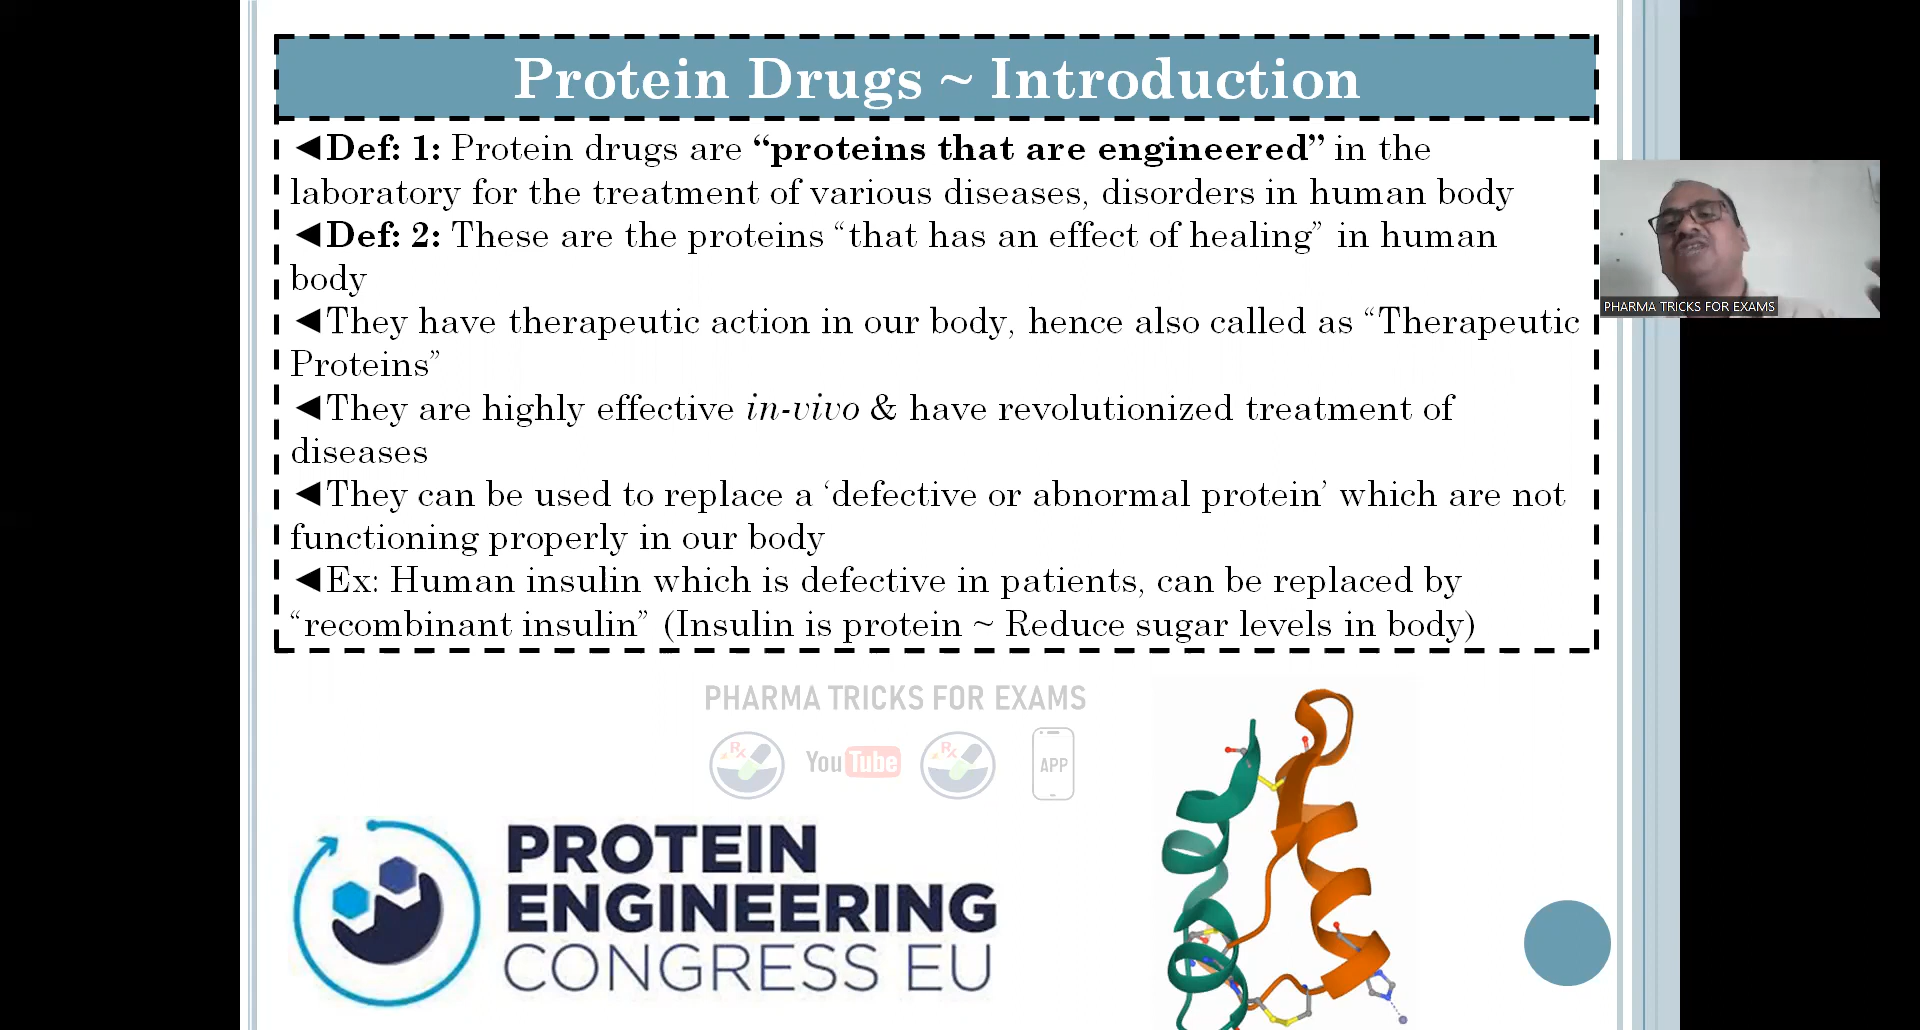 Protein Drugs ~ Introduction
◄Def: 1: Protein drugs are “proteins that are engineered” in the
laboratory for the treatment of various diseases, disorders in human body
◄Def: 2: These are the proteins “that has an effect of healing” in human
body
◄They have therapeutic action in our body, hence also called as “Therapeutic
Proteins”
◄They are highly effective in-vivo & have revolutionized treatment of
diseases
◄They can be used to replace a ‘defective or abnormal protein’ which are not
functioning properly in our body
◄Ex: Human insulin which is defective in patients, can be replaced by
“recombinant insulin” (Insulin is protein ~ Reduce sugar levels in body)
PHARMA TRICKS FOR EXAMS
PHARMA TRICKS FOR EXAMS
Rx YouTube Rx APP
PROTEIN
ENGINEERING
CONGRESS EU